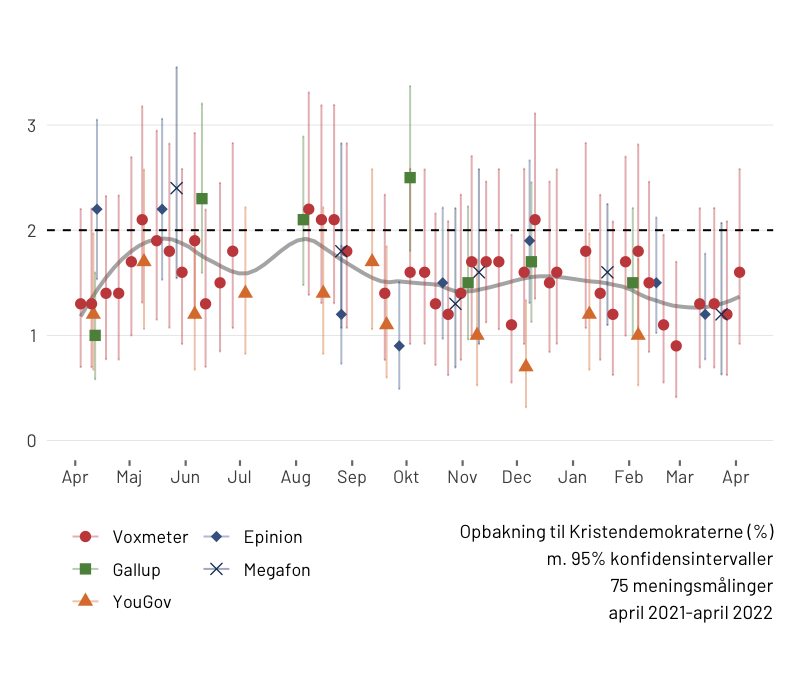 3
2
1
0
Apr Maj Jun Jul Aug Sep Okt Nov Dec Jan Feb Mar Apr
Voxmeter Epinion
Gallup Megafon
YouGov
Opbakning til Kristendemokraterne (%)
m. 95% konfidensintervaller
75 meningsmålinger
april 2021-april 2022